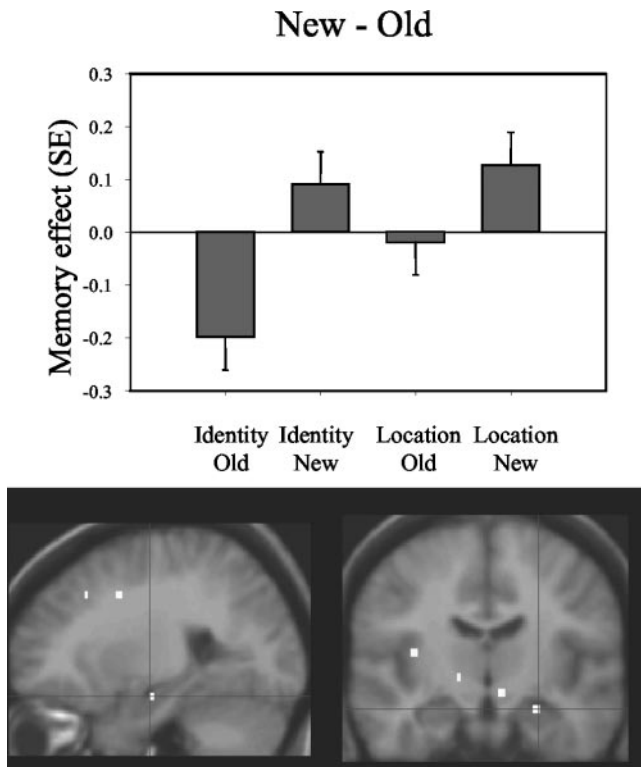 New - Old
Memory effect (SE)
0.3
0.2
0.1
0.0
-0.1
-0.2
-0.3
Identity Identity Location Location
Old New Old New